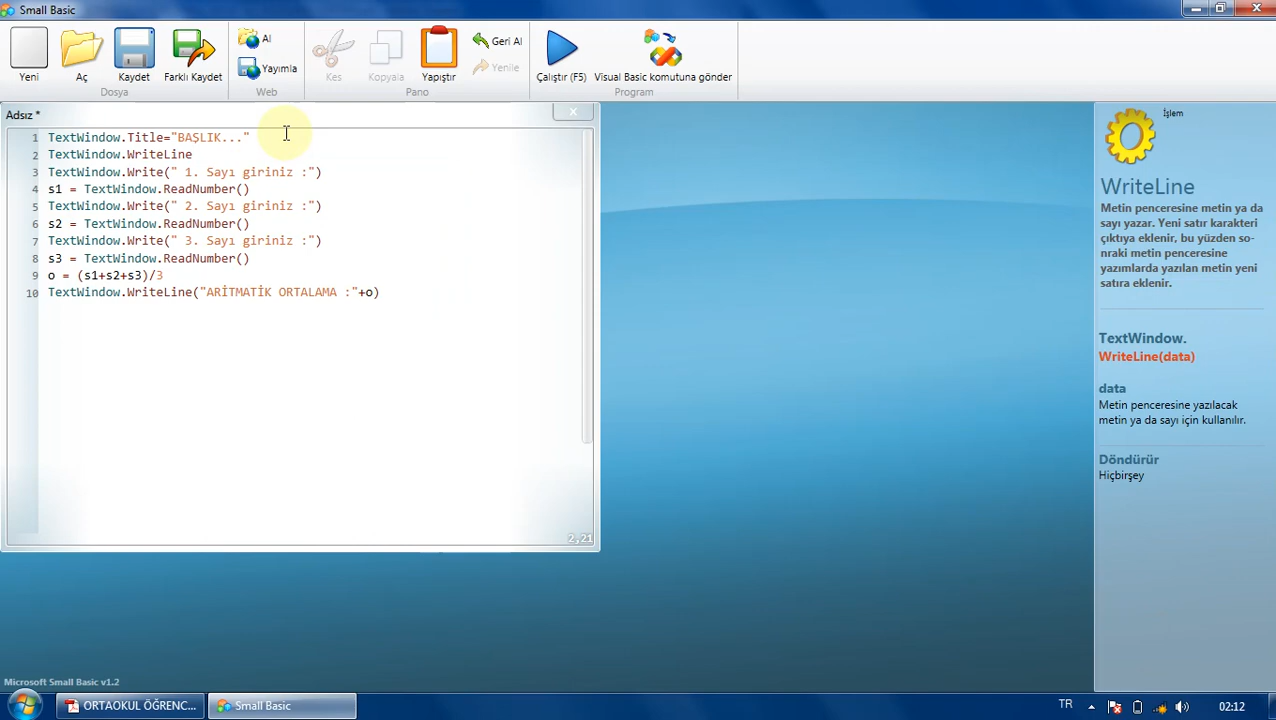 Small Basic
Yeni
Aç
Kaydet
Farklı Kaydet
Dosya
Al
Yayımla
Web
Kes
Kopyala
Yapıştır
Geri Al
Yenile
Pano
Çalıştır (F5)
Visual Basic komutuna gönder
Program
Adsız *
1 TextWindow.Title="BAŞLIK..."
2 TextWindow.WriteLine
3 TextWindow.Write(" 1. Sayı giriniz :")
4 s1 = TextWindow.ReadNumber()
5 TextWindow.Write(" 2. Sayı giriniz :")
6 s2 = TextWindow.ReadNumber()
7 TextWindow.Write(" 3. Sayı giriniz :")
8 s3 = TextWindow.ReadNumber()
9 o = (s1+s2+s3)/3
10 TextWindow.WriteLine("ARİTMATİK ORTALAMA :"+o)
2,21
İşlem
WriteLine
Metin penceresine metin ya da
sayı yazar. Yeni satır karakteri
çıktıya eklenir, bu yüzden so-
nraki metin penceresine
yazımlarda yazılan metin yeni
satıra eklenir.
TextWindow.
WriteLine(data)
data
Metin penceresine yazılacak
metin ya da sayı için kullanılır.
Döndürür
Hiçbirşey
Microsoft Small Basic v1.2
ORTAOKUL ÖĞRENC...
Small Basic
TR
02:12